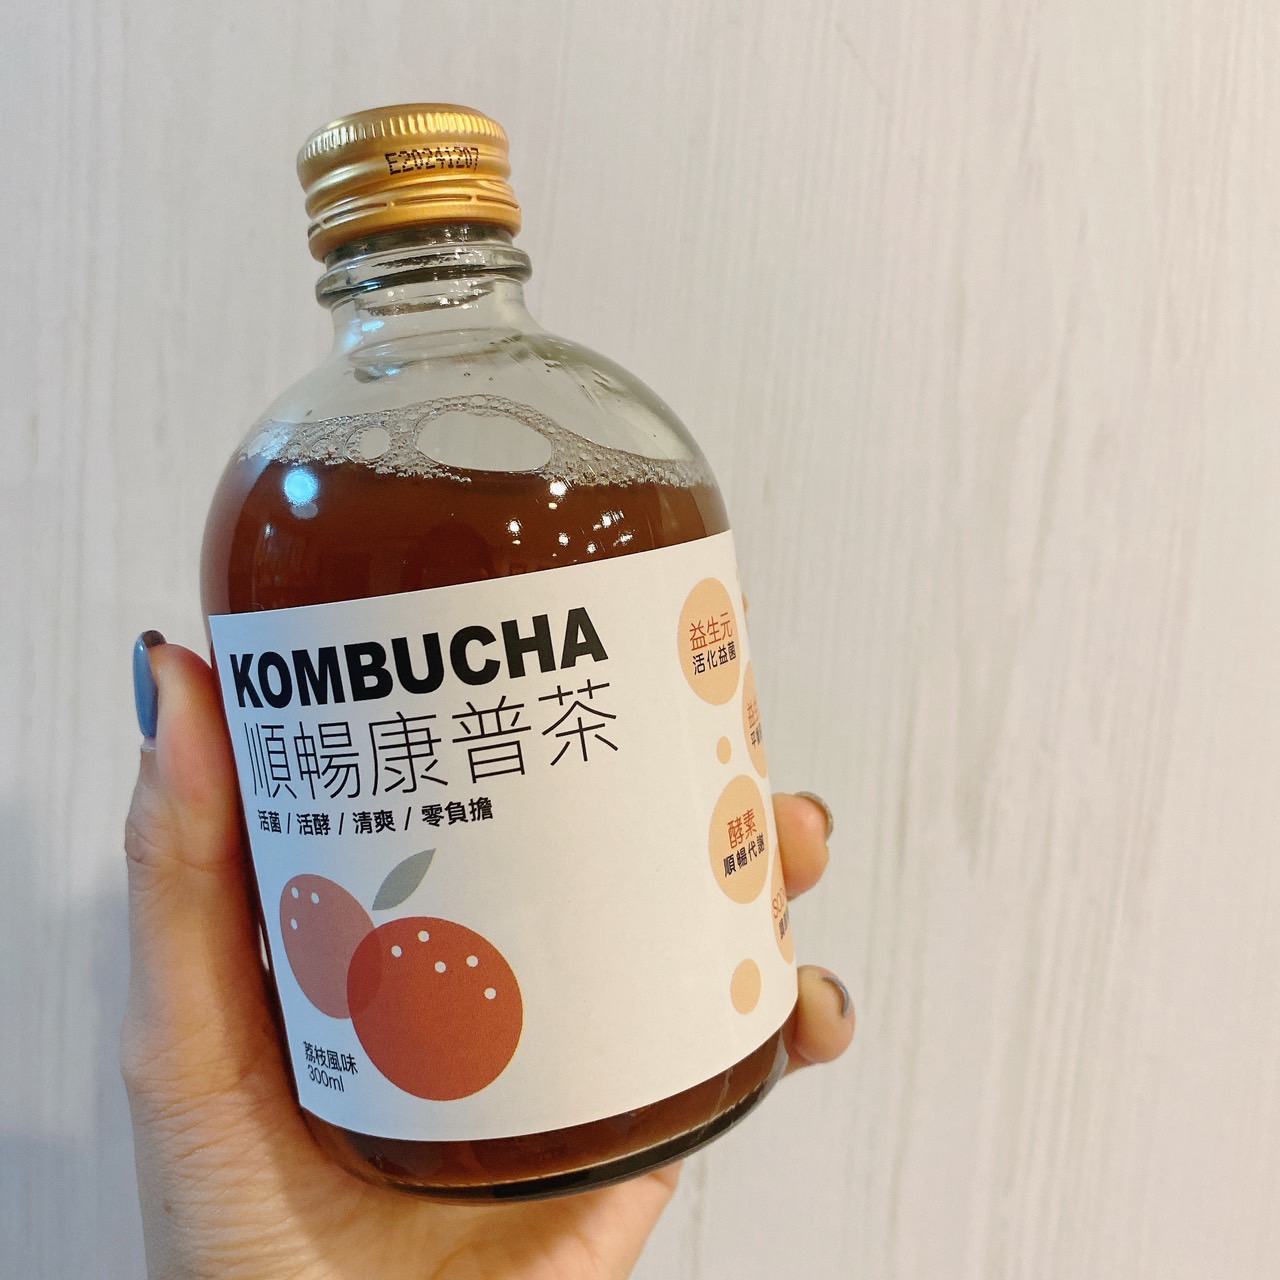 E20241207
KOMBUCHA
順暢康普茶
活菌 / 活酵 / 清爽 / 零負擔
荔枝風味
300ml
益生元
活化益菌
酵素
順暢代謝